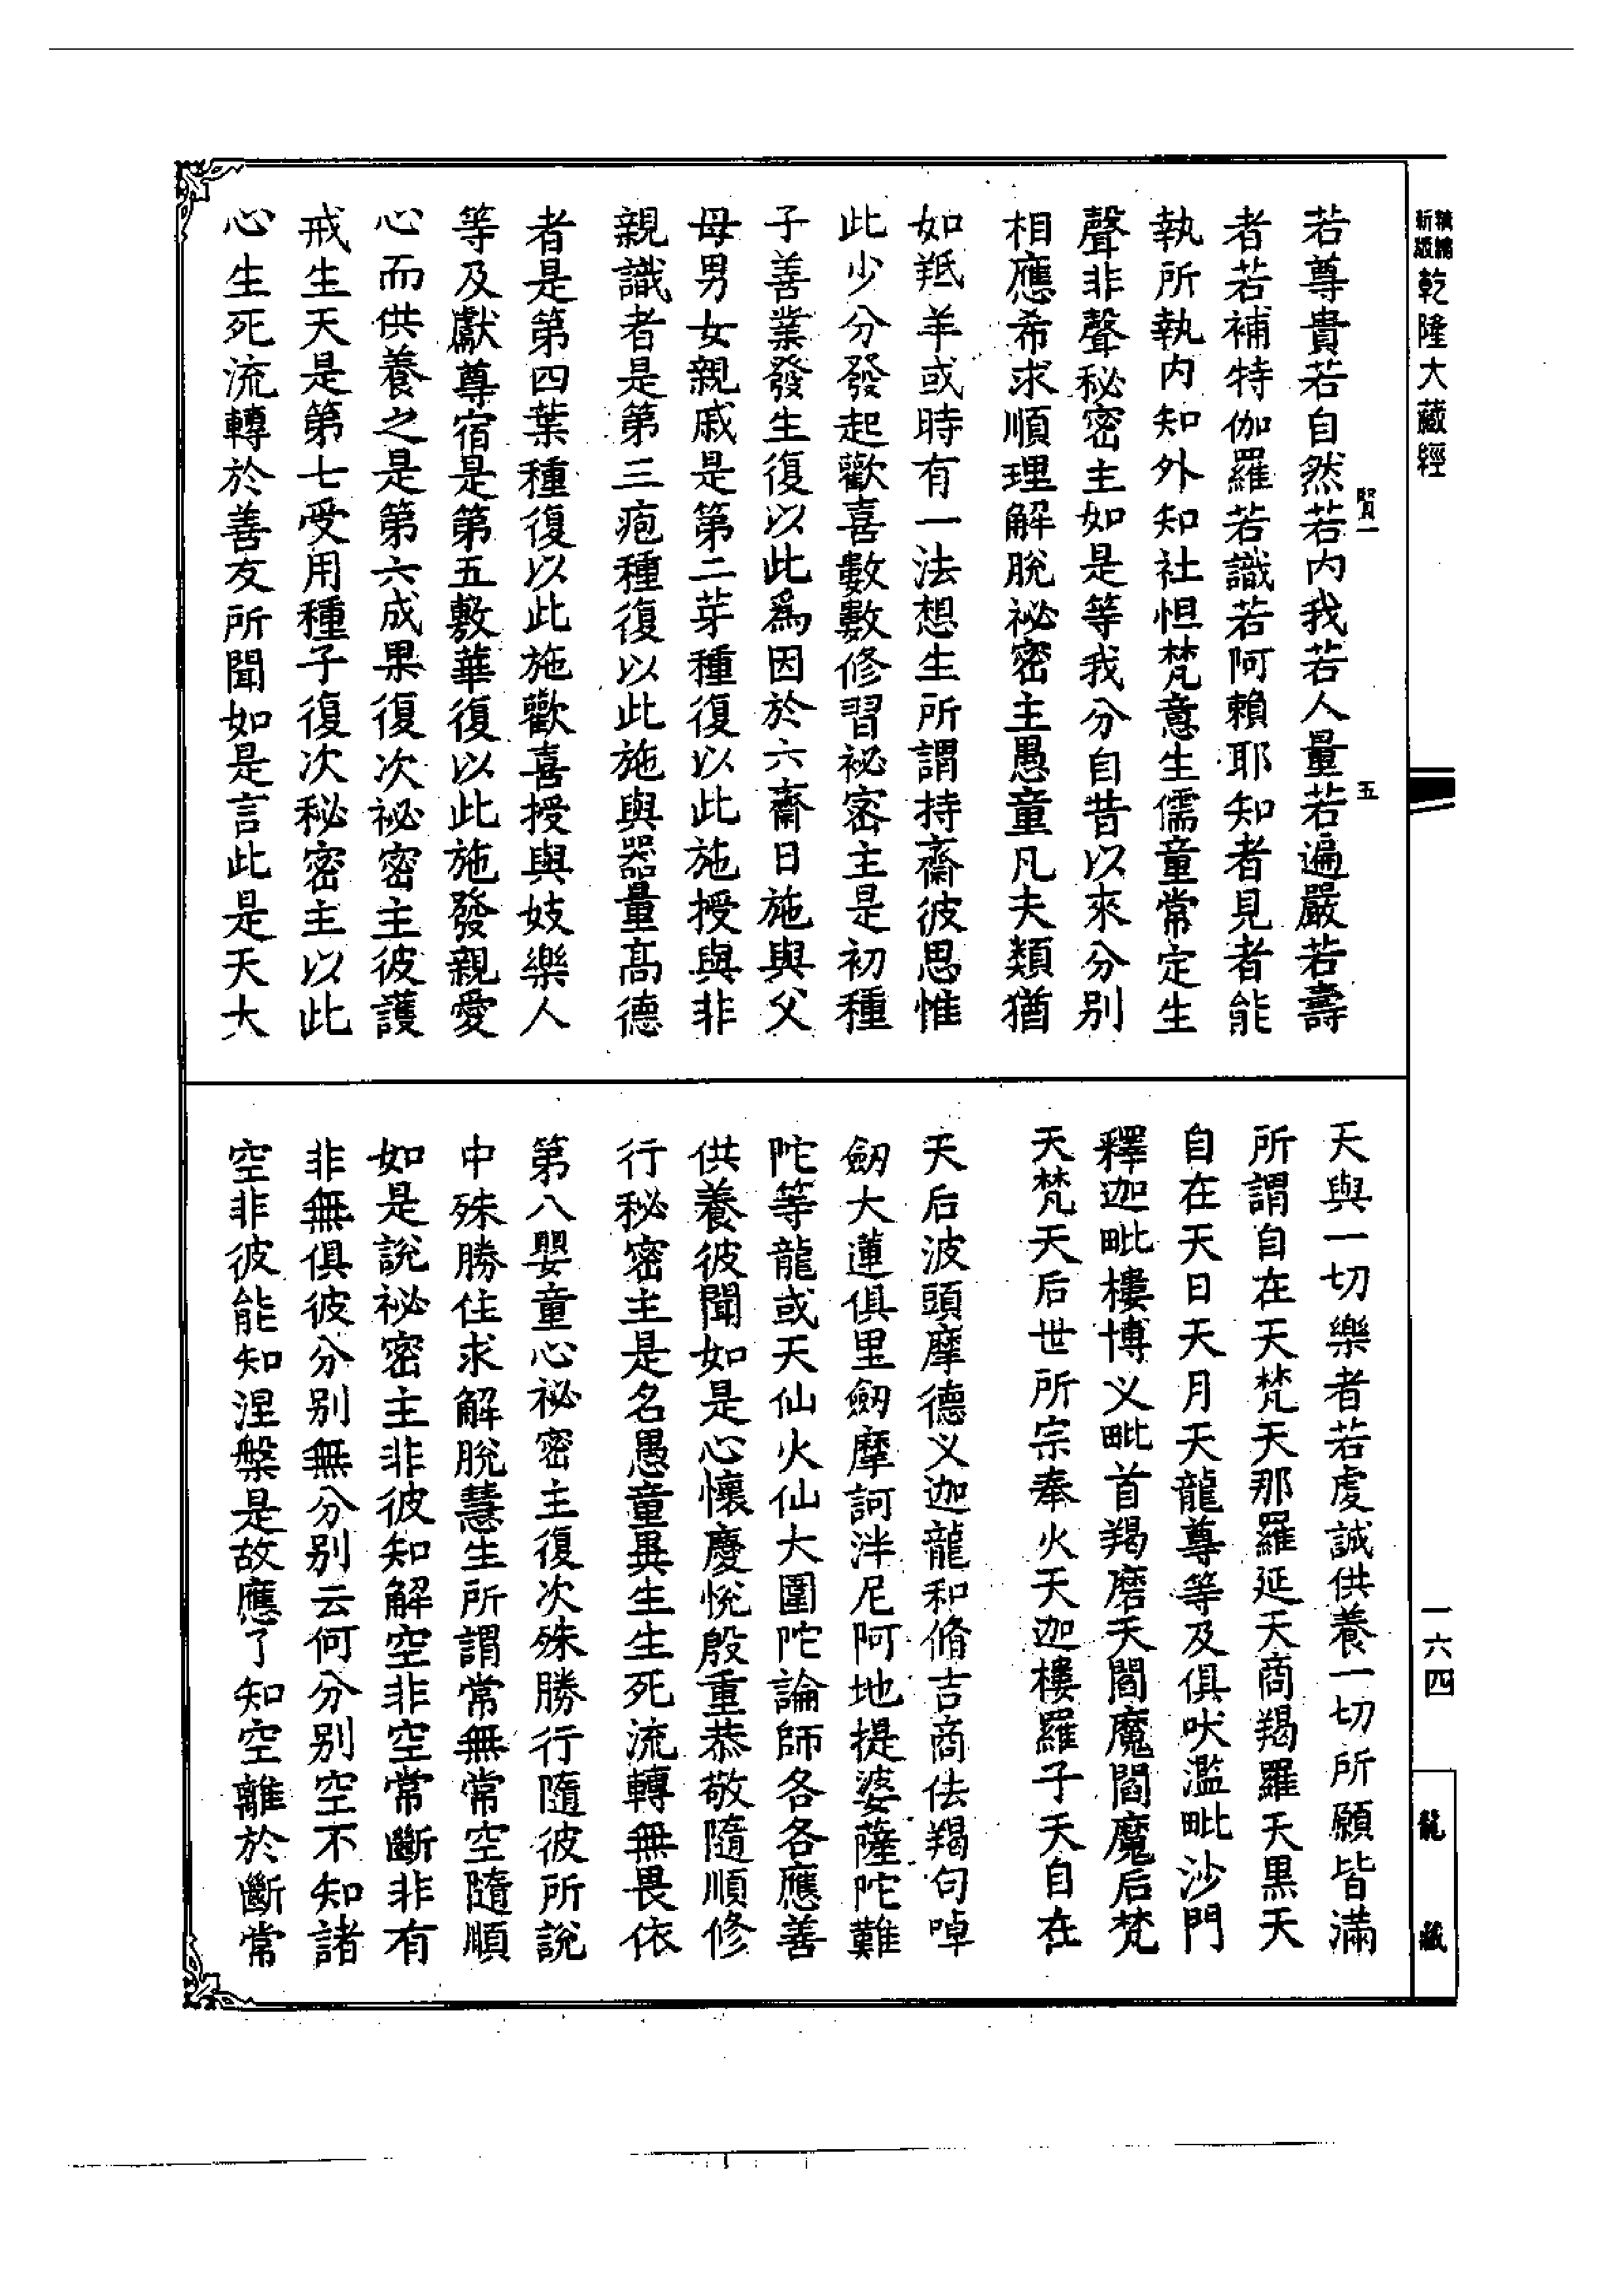 新編縮版乾隆大藏經
賢一
五
若尊貴若自然若內我若人量若遍嚴若壽
者若補特伽羅若識若阿賴耶知者見者能
執所執內知外知社怛梵意生儒童常定生
聲非聲秘密主如是等我分自昔以來分別
相應希求順理解脫祕密主愚童凡夫類猶
如羝羊或時有一法想生所謂持齋彼思惟
此少分發起歡喜數數修習祕密主是初種
子善業發生復以此為因於六齋日施與父
母男女親戚是第二芽種復以此施授與非
親識者是第三疱種復以此施與器量高德
者是第四葉種復以此施歡喜授與妓樂人
等及獻尊宿是第五敷華復以此施發親愛
心而供養之是第六成果復次祕密主彼護
戒生天是第七受用種子復次秘密主以此
心生死流轉於善友所聞如是言此是天大
天與一切樂者若虔誠供養一切所願皆滿
所謂自在天梵天那羅延天商羯羅天黑天
自在天日天月天龍尊等及俱吠濫毗沙門
釋迦毗樓博义毗首羯磨天閻魔閻魔后梵
天梵天后世所宗奉火天迦樓羅子天自在
天后波頭摩德义迦龍和脩吉商佉羯句啅
劒大蓮俱里劒摩訶泮尼阿地提婆薩陀難
陀等龍或天仙火仙大圍陀論師各各應善
供養彼聞如是心懷慶悅殷重恭敬隨順修
行秘密主是名愚童異生生死流轉無畏依
第八嬰童心祕密主復次殊勝行隨彼所說
中殊勝住求解脫慧生所謂常無常空隨順
如是說祕密主非彼知解空非空常斷非有
非無俱彼分別無分別云何分別空不知諸
空非彼能知涅槃是故應了知空離於斷常
一六四
龍藏